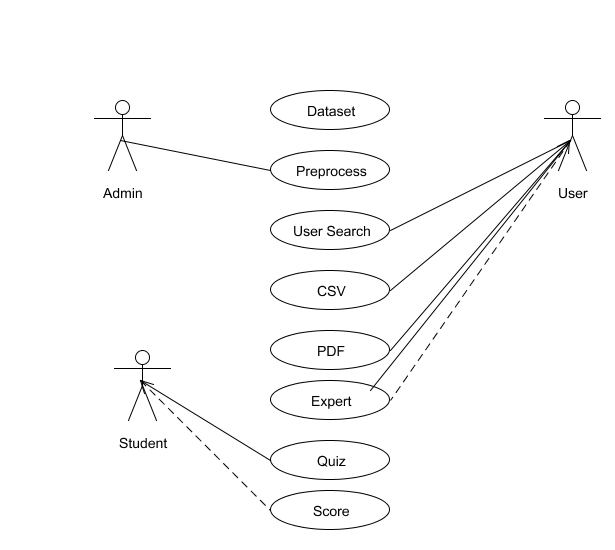 Dataset
Preprocess
Admin
User
User Search
CSV
PDF
Expert
Student
Quiz
Score